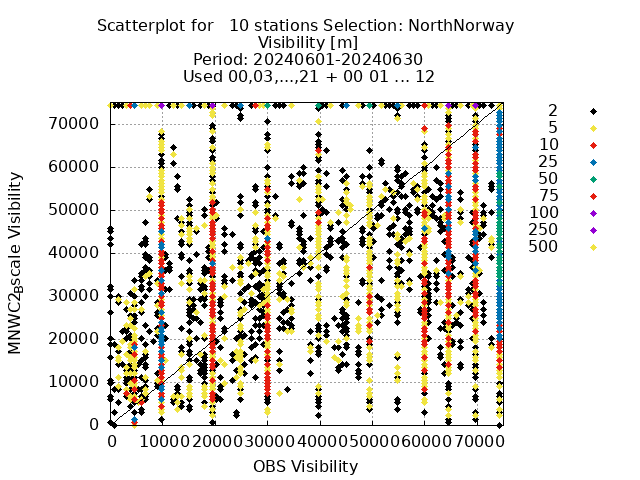 Scatterplot for   10 stations Selection: NorthNorway
Visibility [m]
Period: 20240601-20240630
Used 00,03,...,21 + 00 01 ... 12
MNWC2_scale Visibility
70000
60000
50000
40000
30000
20000
10000
0
0 10000 20000 30000 40000 50000 60000 70000
OBS Visibility
2
5
10
25
50
75
100
250
500